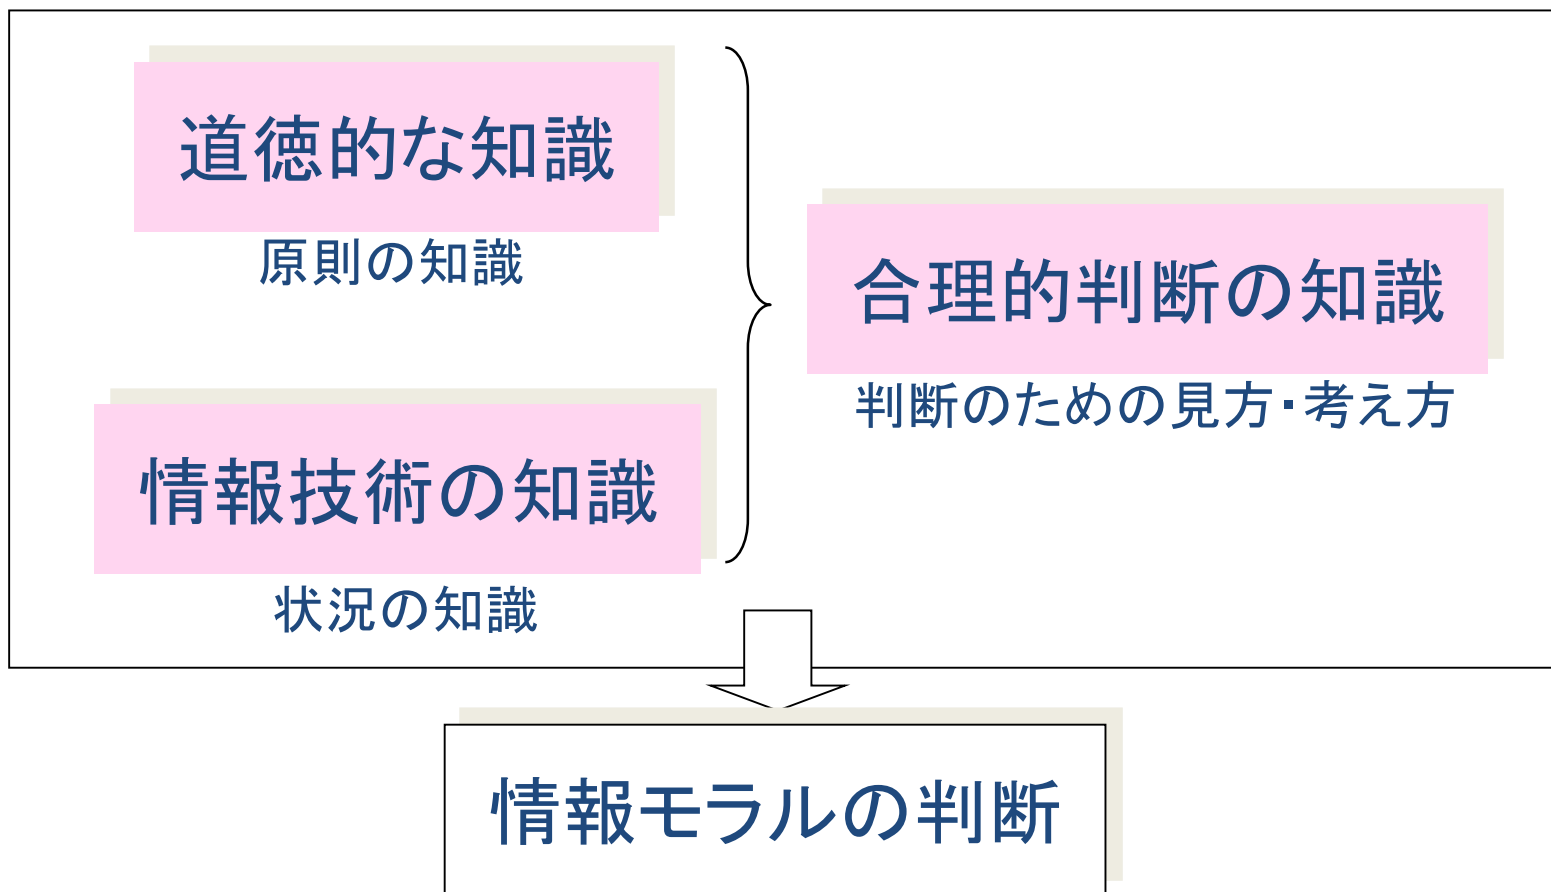 道徳的な知識
原則の知識
情報技術の知識
状況の知識
合理的判断の知識
判断のための見方・考え方
情報モラルの判断